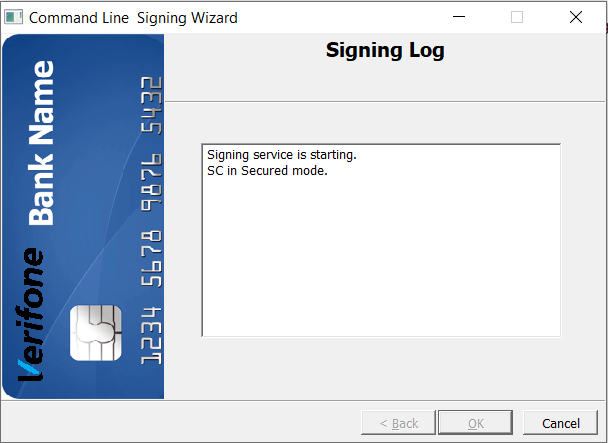 Command Line  Signing Wizard
Signing Log
Bank Name
Verifone
1234 5678 9876 5432
Signing service is starting.
SC in Secured mode.
< Back
OK
Cancel